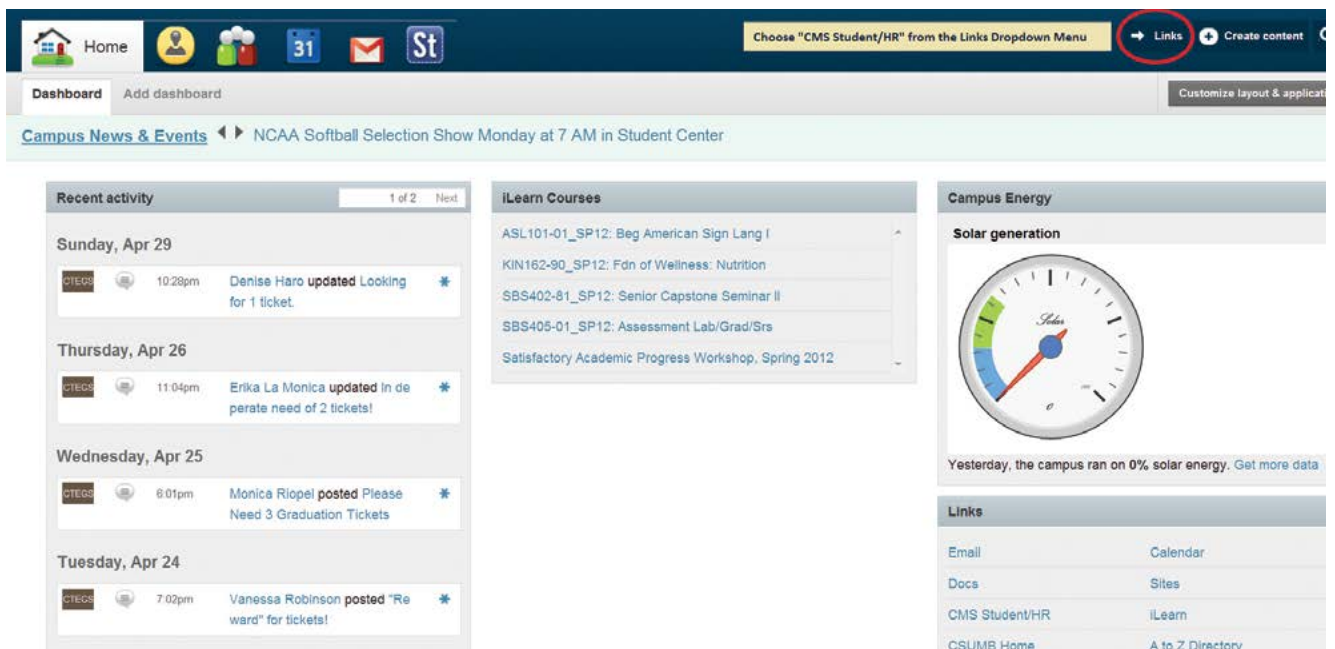 Home
31
St
Choose "CMS Student/HR" from the Links Dropdown Menu
Links
Create content
Dashboard
Add dashboard
Customize layout & applicati
Campus News & Events
NCAA Softball Selection Show Monday at 7 AM in Student Center
Recent activity
1 of 2 Next
Sunday, Apr 29
CTEGS
10:28pm
Denise Haro updated Looking
for 1 ticket.
Thursday, Apr 26
CTEGS
11:04pm
Erika La Monica updated In de
perate need of 2 tickets!
Wednesday, Apr 25
CTEGS
6:01pm
Monica Riopel posted Please
Need 3 Graduation Tickets
Tuesday, Apr 24
CTEGS
7:02pm
Vanessa Robinson posted "Re
ward" for tickets!
iLearn Courses
ASL101-01_SP12: Beg American Sign Lang I
KIN162-90_SP12: Fdn of Wellness: Nutrition
SBS402-81_SP12: Senior Capstone Seminar II
SBS405-01_SP12: Assessment Lab/Grad/Srs
Satisfactory Academic Progress Workshop, Spring 2012
Campus Energy
Solar generation
Solar
0
Yesterday, the campus ran on 0% solar energy. Get more data
Links
Email
Calendar
Docs
Sites
CMS Student/HR
iLearn
CSUMB Home
A to Z Directory